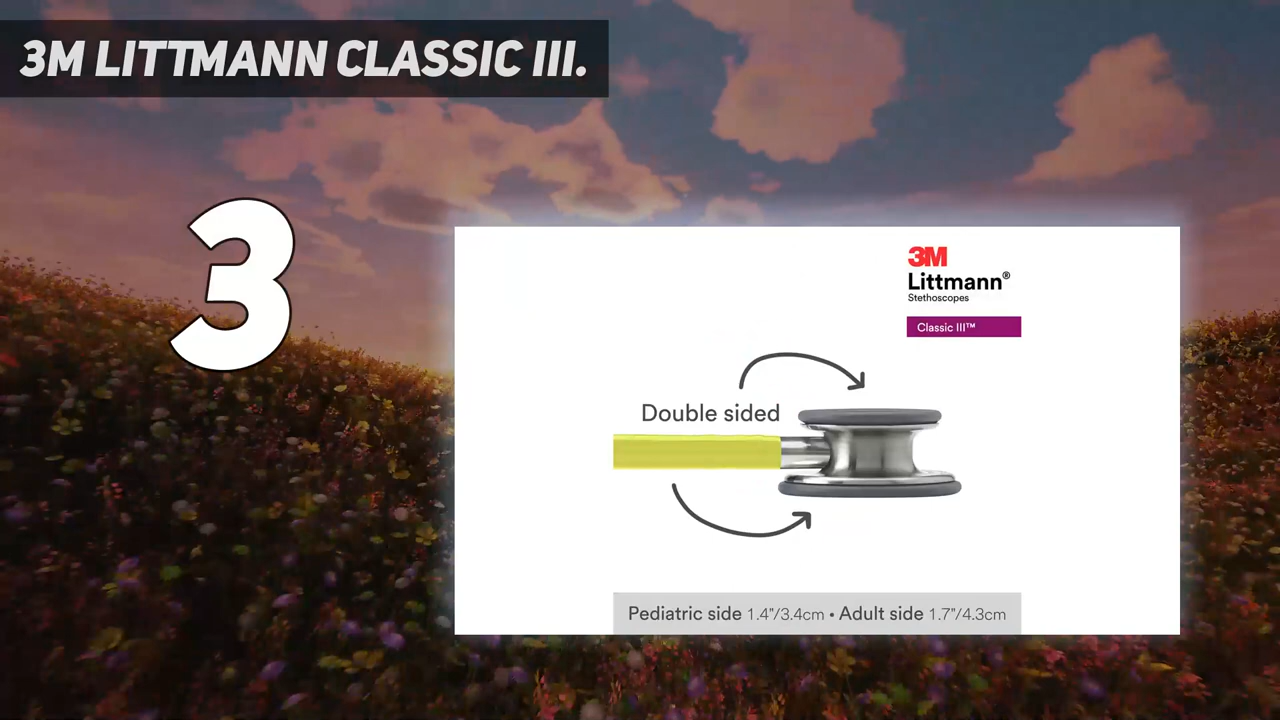 3M LITTMANN CLASSIC III.
3
3M
Littmann®
Stethoscopes
Classic III™
Double sided
Pediatric side 1.4"/3.4cm • Adult side 1.7"/4.3cm